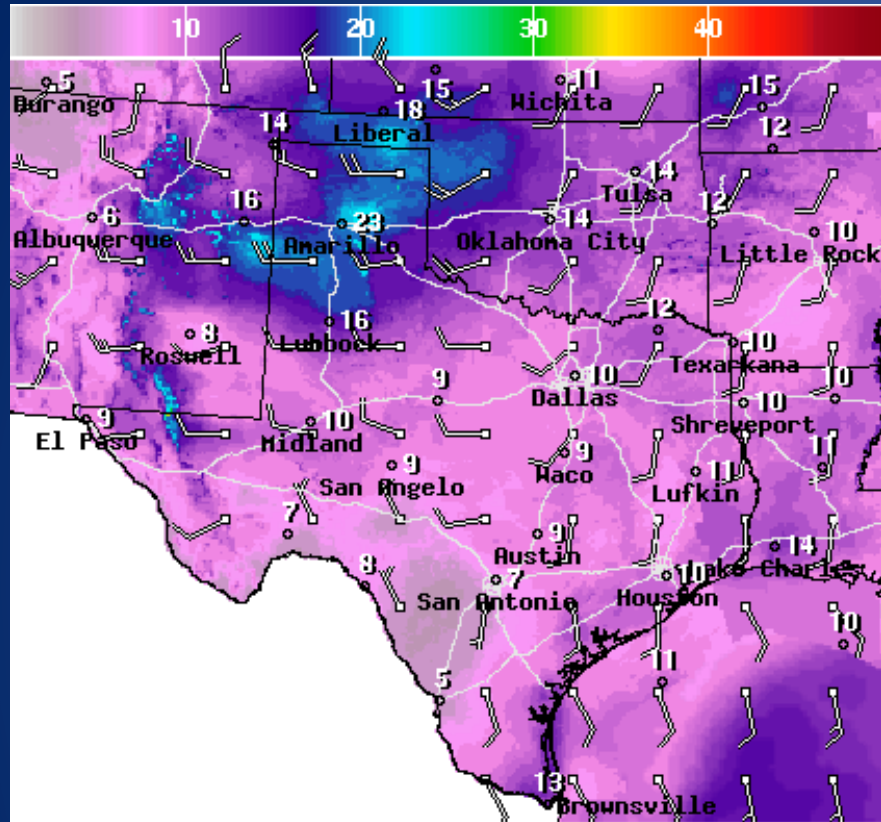 10 20 30 40
5 15 11 15
Durango Wichita
18
Liberal
14 12
16 14
Tulsa
6 23 14 12 10
Albuquerque Amarillo Oklahoma City Little Rock
8 16 12 10
Roswell Lubbock Texarkana
9 10 10
Dallas
9 10 10
El Paso Midland Shreveport
9 9 11 11
San Angelo Waco Lufkin
7 9 14
Austin
8 7 10 Lake Charles
San Antonio Houston
10
5 11
13
Brownsville